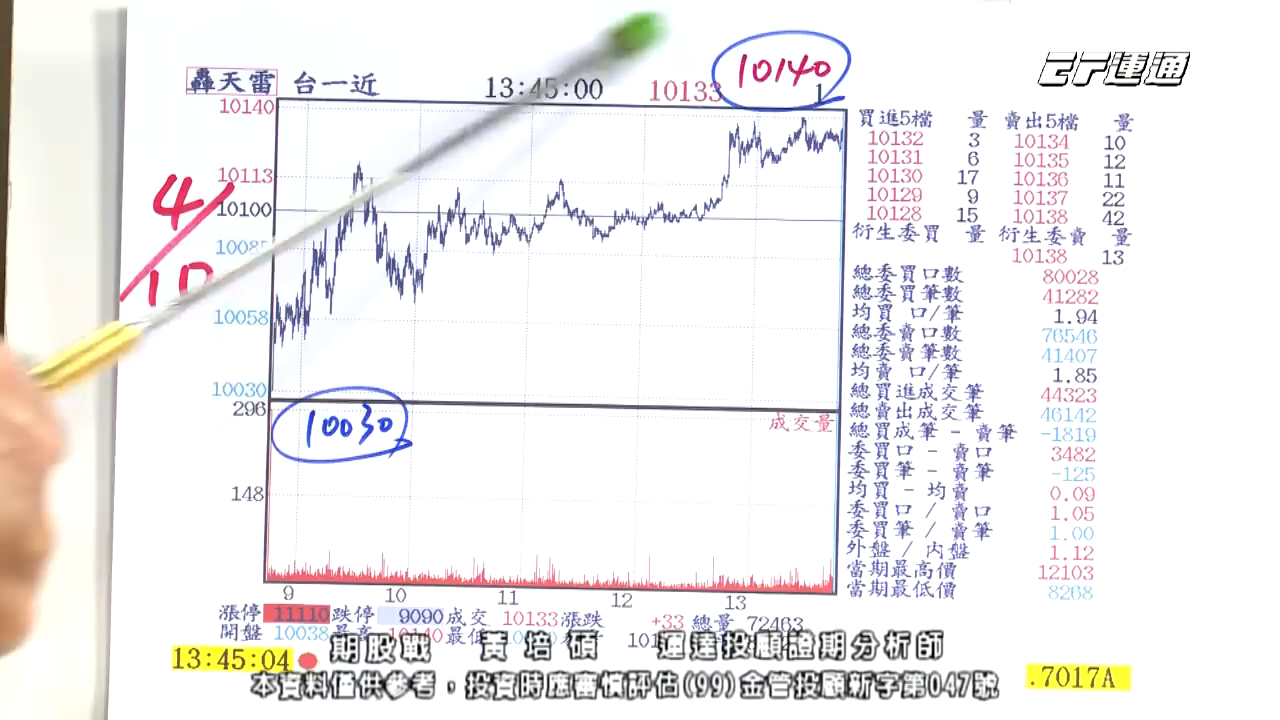 轟天雷 台一近 13:45:00 10133 1
10140
ET運通
4/10
10140
10113
10100
10085
10058
10030
296
148
10030
成交量
9 10 11 12 13
買進5檔 量 賣出5檔 量
10132 3 10134 10
10131 6 10135 12
10130 17 10136 11
10129 9 10137 22
10128 15 10138 42
衍生委買 量 衍生委賣 量
10138 13
總委買口數 80028
總委買筆數 41282
均買 口/筆 1.94
總委賣口數 76546
總委賣筆數 41407
均賣 口/筆 1.85
總買進成交筆 44323
總賣出成交筆 46142
總買成筆 - 賣筆 -1819
委買口 - 賣口 3482
委買筆 - 賣筆 -125
均買 - 均賣 0.09
委買口 / 賣口 1.05
委買筆 / 賣筆 1.00
外盤 / 內盤 1.12
當期最高價 12103
當期最低價 8268
漲停 11110 跌停 9090 成交 10133 漲跌 +33 總量 72463
開盤 10038 最高 10140 最低
期股戰 黃培碩 運達投顧證期分析師
13:45:04
本資料僅供參考，投資時應審慎評估(99)金管投顧新字第047號
.7017A